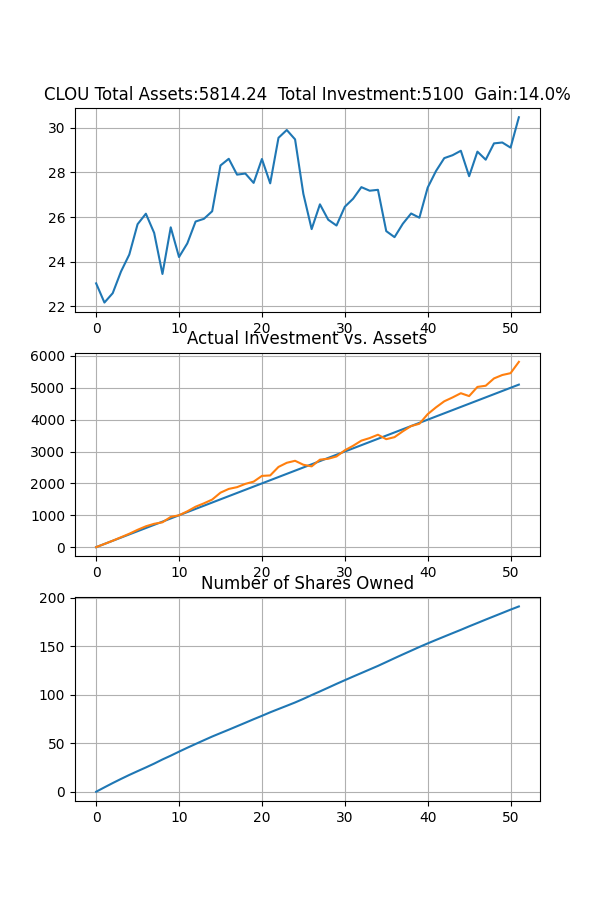 CLOU Total Assets:5814.24  Total Investment:5100  Gain:14.0%
30
28
26
24
22
0 10 20 30 40 50
Actual Investment vs. Assets
6000
5000
4000
3000
2000
1000
0
0 10 20 30 40 50
Number of Shares Owned
200
150
100
50
0
0 10 20 30 40 50